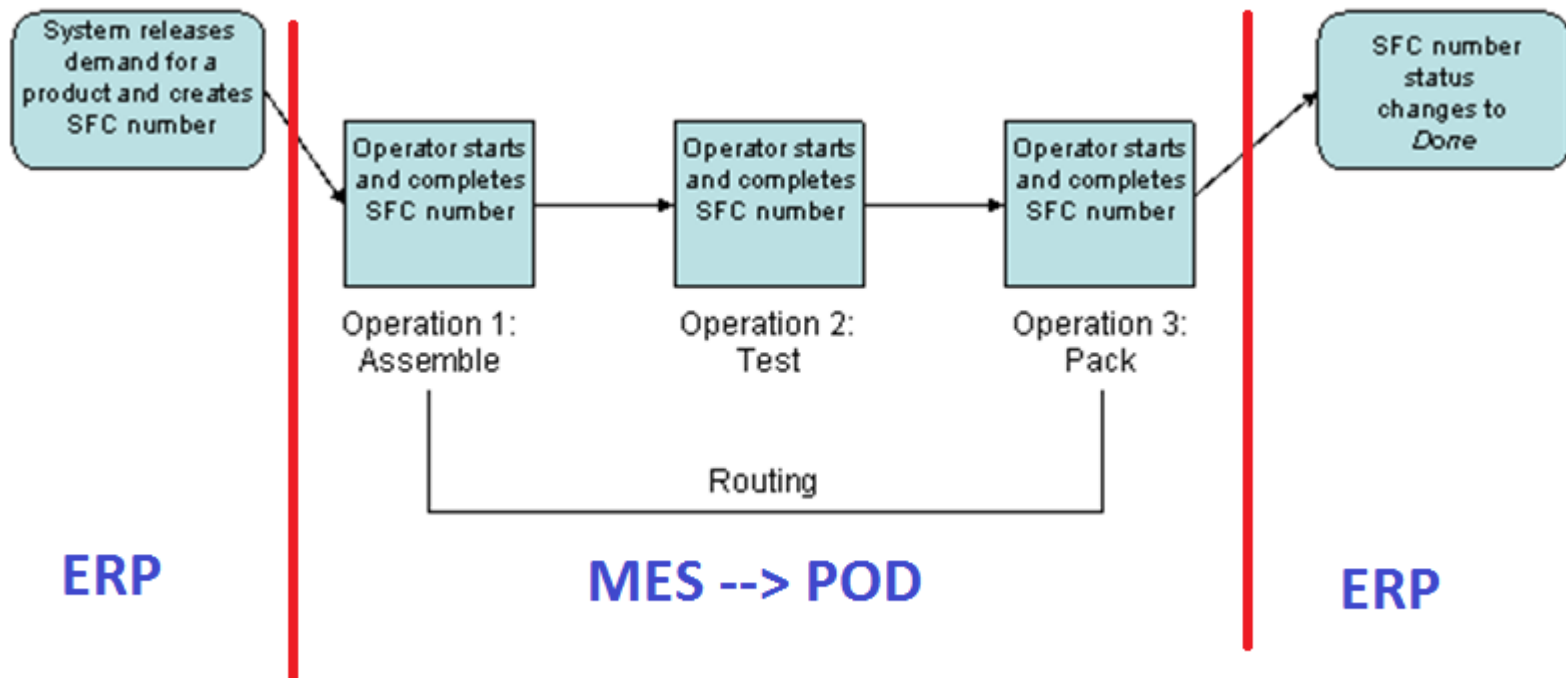 System releases
demand for a
product and creates
SFC number
Operator starts
and completes
SFC number
Operator starts
and completes
SFC number
Operator starts
and completes
SFC number
SFC number
status
changes to
Done
Operation 1:
Assemble
Operation 2:
Test
Operation 3:
Pack
Routing
ERP
MES --> POD
ERP